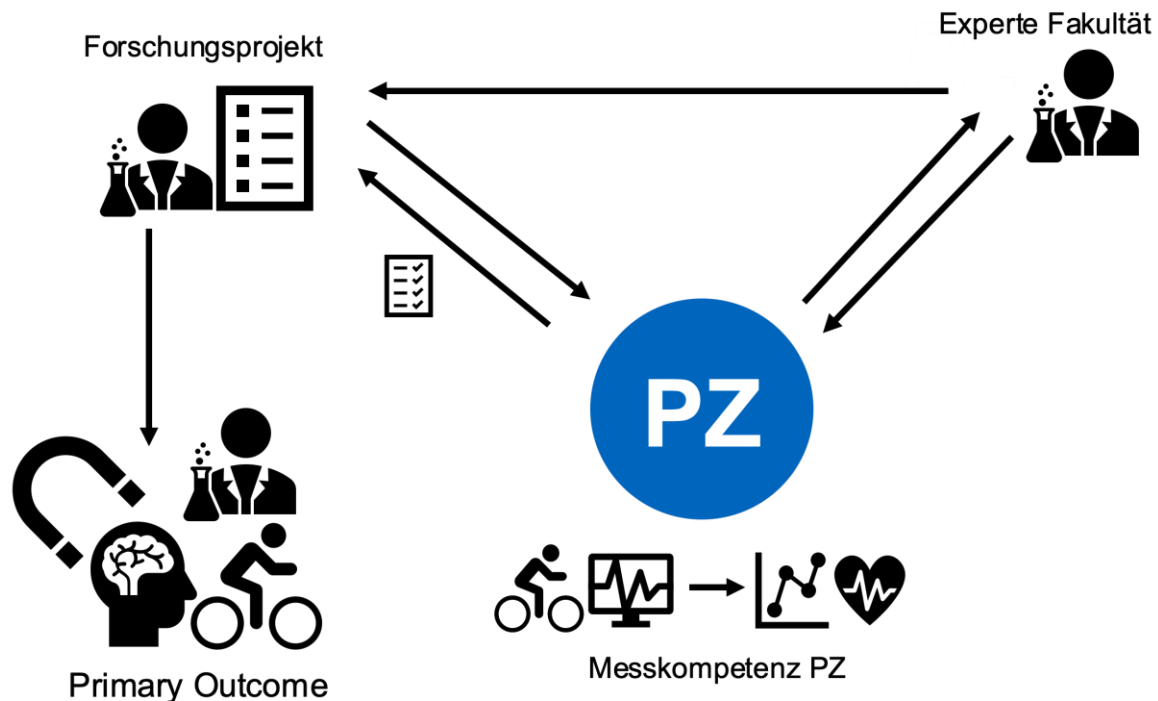 Experte Fakultät
Forschungsprojekt
PZ
Messkompetenz PZ
Primary Outcome